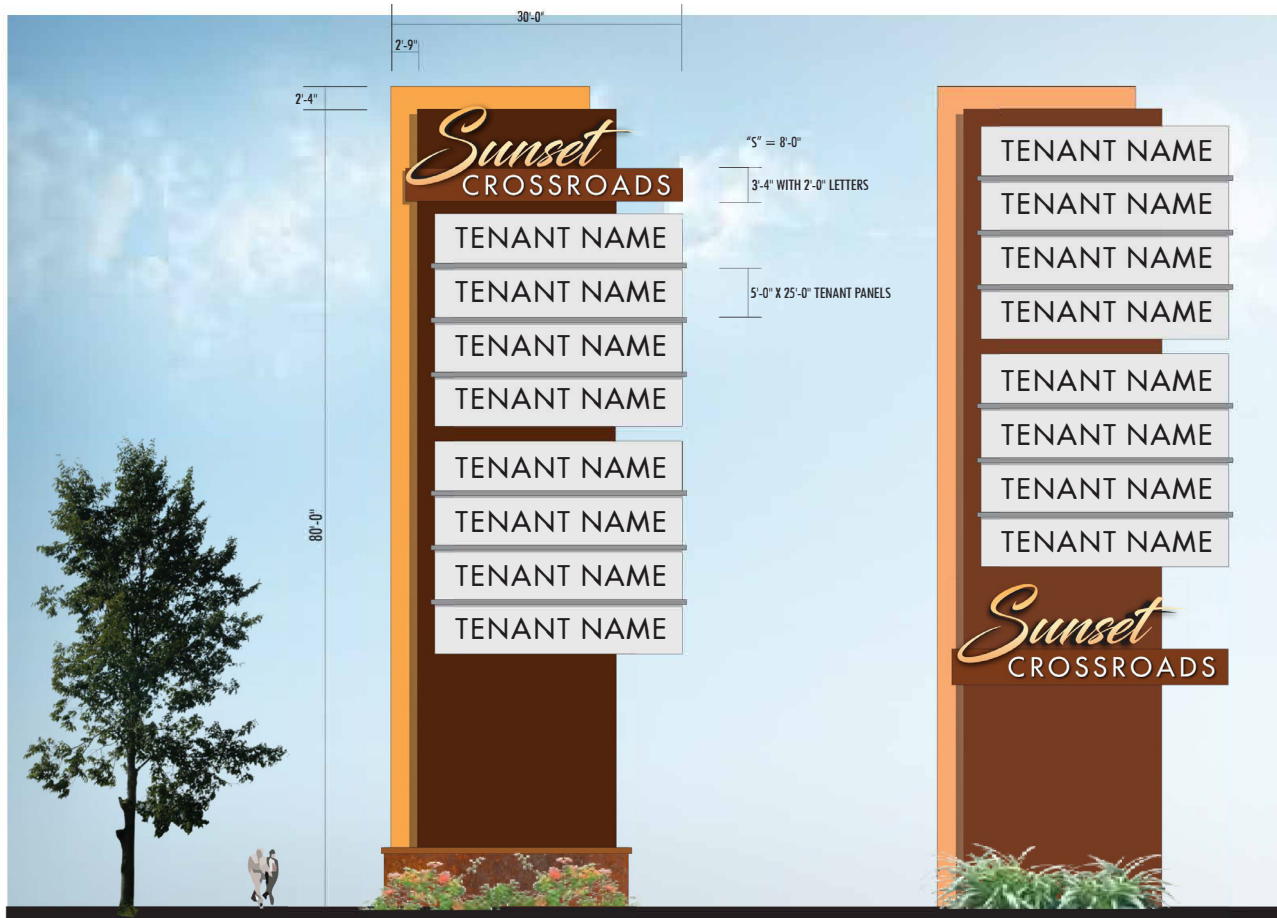 30'-0"
2'-9"
2'-4"
80'-0"
Sunset
CROSSROADS
TENANT NAME
TENANT NAME
TENANT NAME
TENANT NAME
TENANT NAME
TENANT NAME
TENANT NAME
TENANT NAME
"S" = 8'-0"
3'-4" WITH 2'-0" LETTERS
5'-0" X 25'-0" TENANT PANELS
TENANT NAME
TENANT NAME
TENANT NAME
TENANT NAME
TENANT NAME
TENANT NAME
TENANT NAME
TENANT NAME
Sunset
CROSSROADS